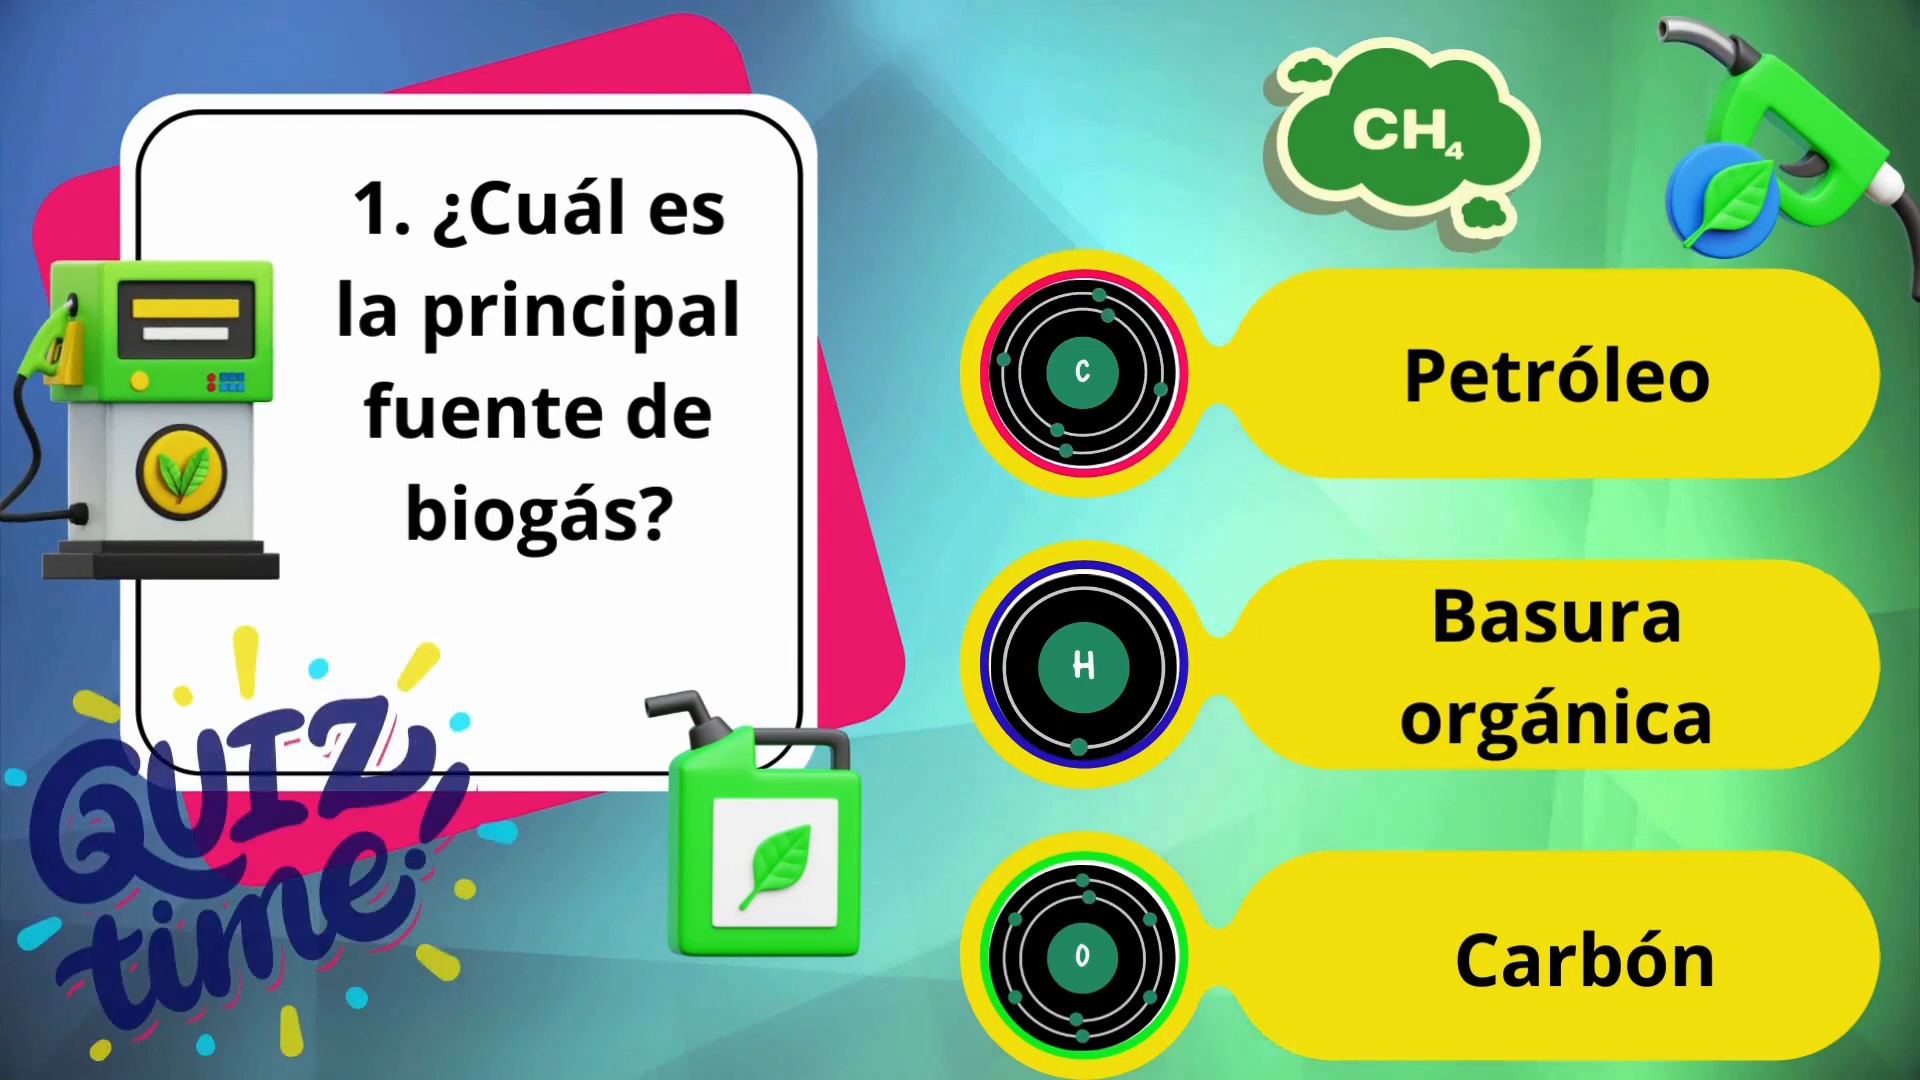 1. ¿Cuál es
la principal
fuente de
biogás?
QUIZ
time!
CH₄
C
Petróleo
H
Basura
orgánica
O
Carbón